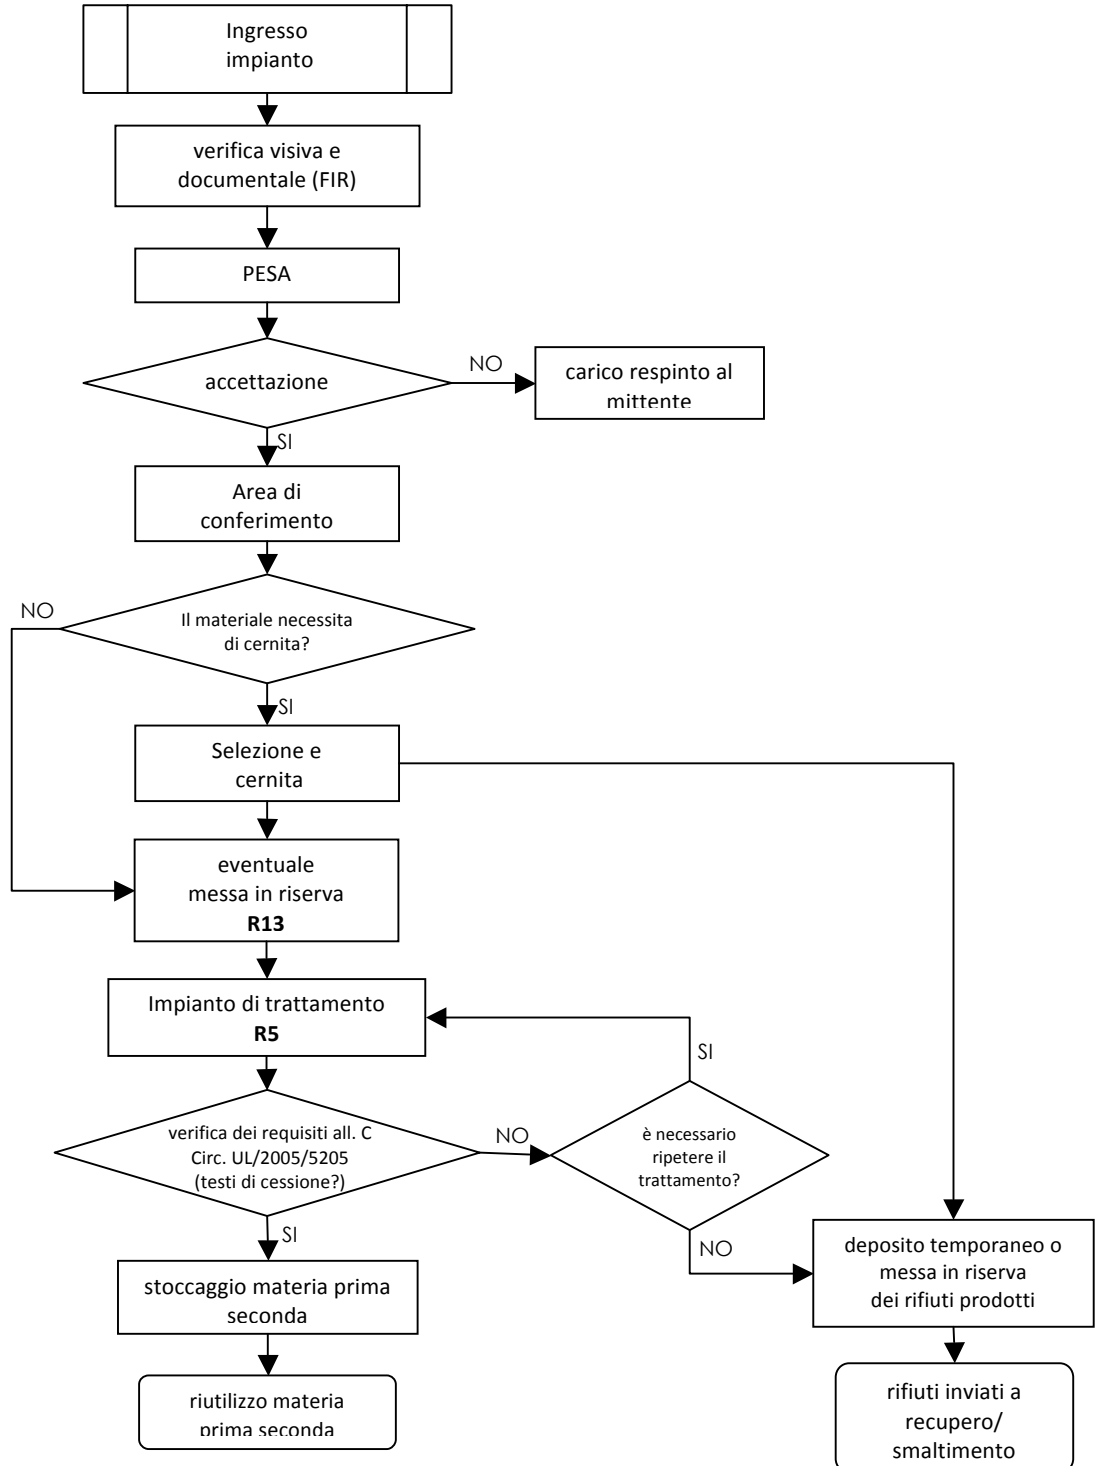 Ingresso
impianto
verifica visiva e
documentale (FIR)
PESA
accettazione
NO
carico respinto al
mittente
SI
Area di
conferimento
NO
Il materiale necessita
di cernita?
SI
Selezione e
cernita
eventuale
messa in riserva
R13
Impianto di trattamento
R5
SI
verifica dei requisiti all. C
Circ. UL/2005/5205
(testi di cessione?)
NO
è necessario
ripetere il
trattamento?
SI
NO
deposito temporaneo o
messa in riserva
dei rifiuti prodotti
stoccaggio materia prima
seconda
riutilizzo materia
prima seconda
rifiuti inviati a
recupero/
smaltimento